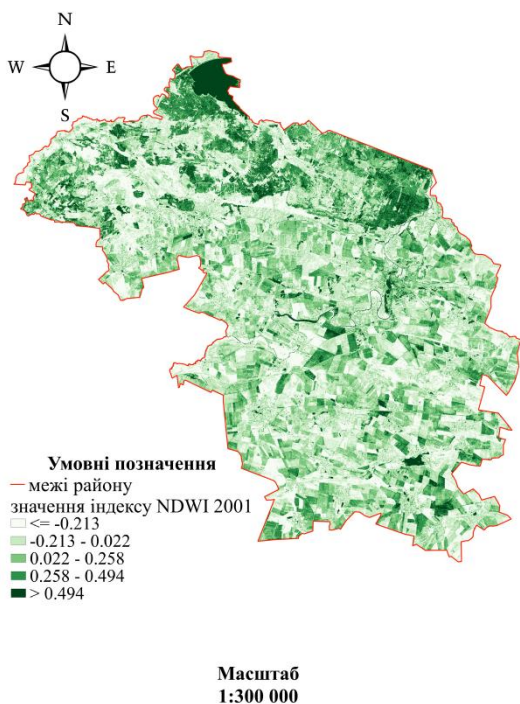 N
W E
S
Умовні позначення
межі району
значення індексу NDWI 2001
<= -0.213
-0.213 - 0.022
0.022 - 0.258
0.258 - 0.494
> 0.494
Масштаб
1:300 000